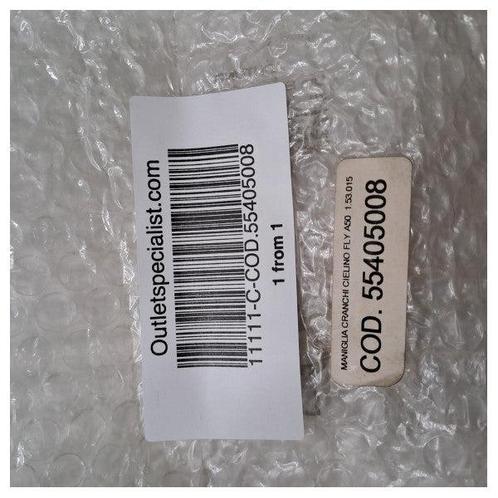 Outletspecialist.com
11111-C-COD.55405008
1 from 1
MANIGLIA CRANCHI CIELINO FLY A50 1.53.015
COD. 55405008